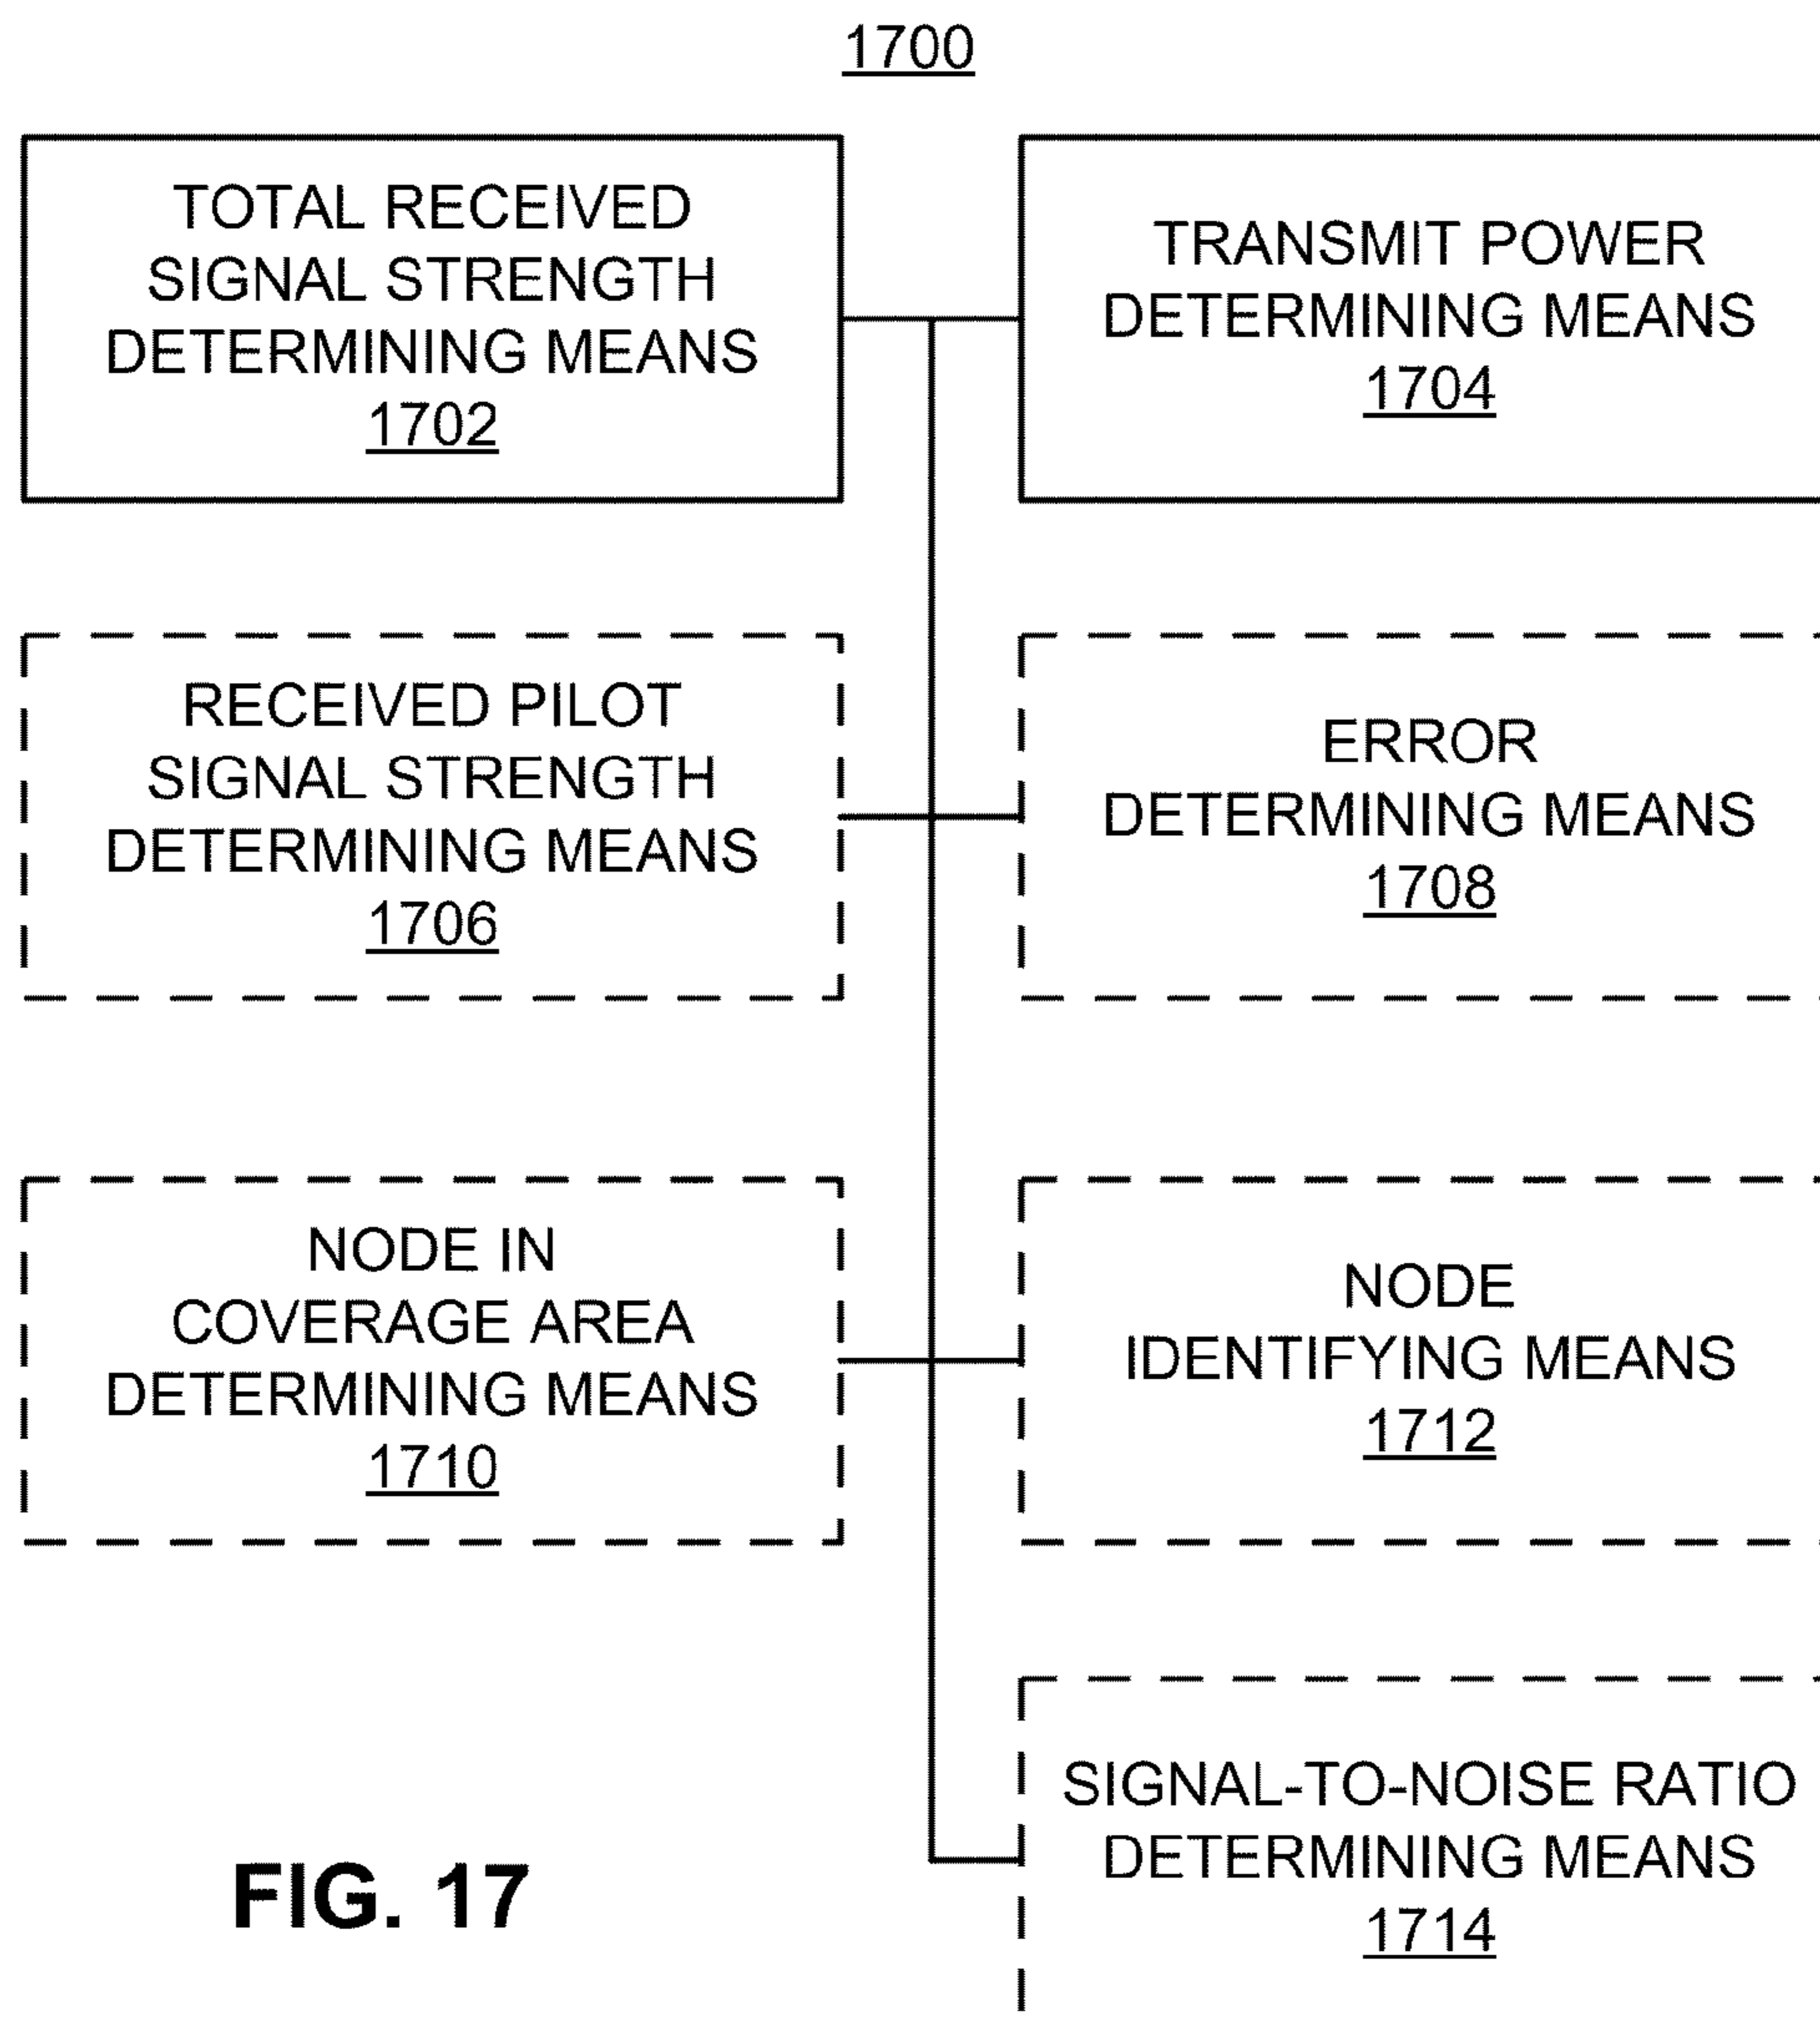 1700
TOTAL RECEIVED
SIGNAL STRENGTH
DETERMINING MEANS
1702
TRANSMIT POWER
DETERMINING MEANS
1704
RECEIVED PILOT
SIGNAL STRENGTH
DETERMINING MEANS
1706
ERROR
DETERMINING MEANS
1708
NODE IN
COVERAGE AREA
DETERMINING MEANS
1710
NODE
IDENTIFYING MEANS
1712
SIGNAL-TO-NOISE RATIO
DETERMINING MEANS
1714
FIG. 17